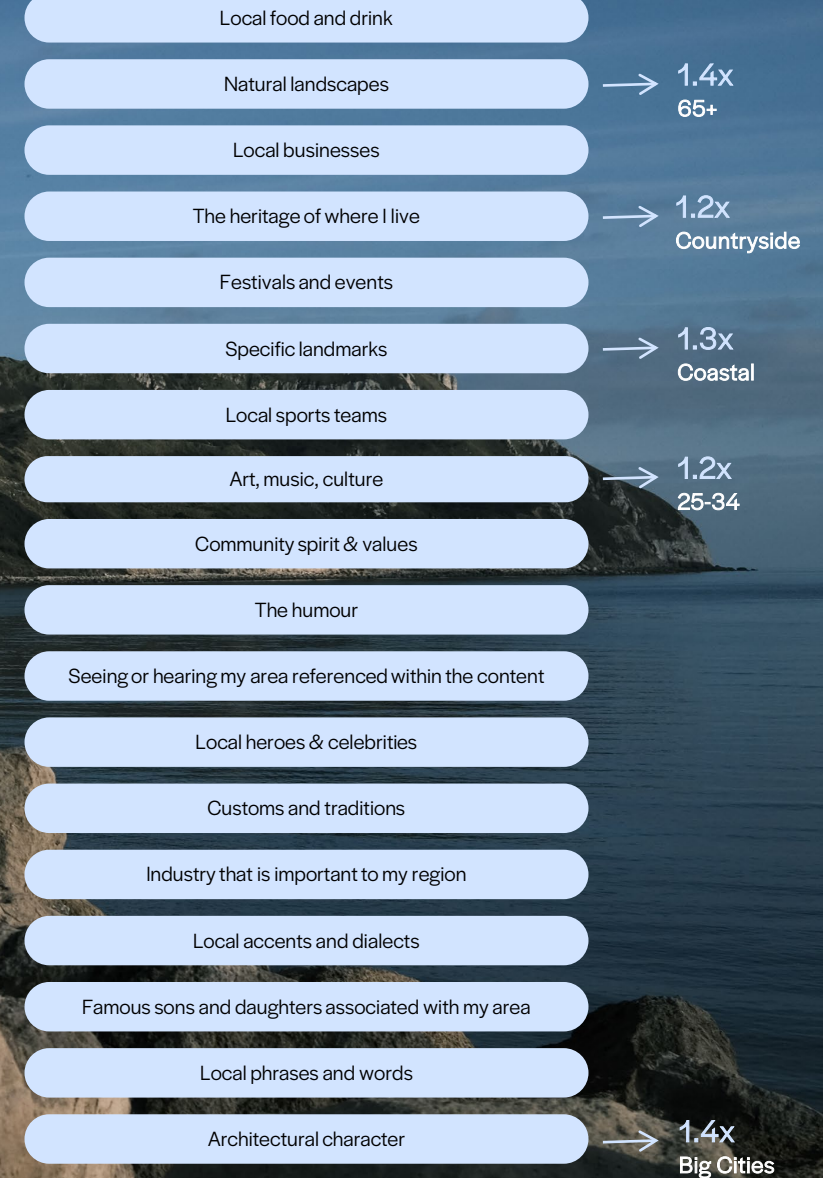 Local food and drink
Natural landscapes
1.4x
65+
Local businesses
The heritage of where I live
1.2x
Countryside
Festivals and events
Specific landmarks
1.3x
Coastal
Local sports teams
Art, music, culture
1.2x
25-34
Community spirit & values
The humour
Seeing or hearing my area referenced within the content
Local heroes & celebrities
Customs and traditions
Industry that is important to my region
Local accents and dialects
Famous sons and daughters associated with my area
Local phrases and words
Architectural character
1.4x
Big Cities